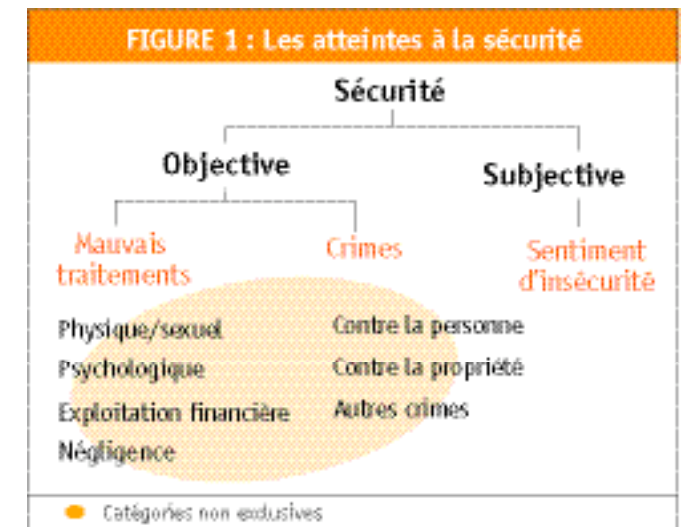 FIGURE 1 : Les atteintes à la sécurité
Sécurité
Objective
Subjective
Mauvais traitements
Crimes
Sentiment d'insécurité
Physique/sexuel
Contre la personne
Psychologique
Contre la propriété
Exploitation financière
Autres crimes
Négligence
Catégories non exclusives